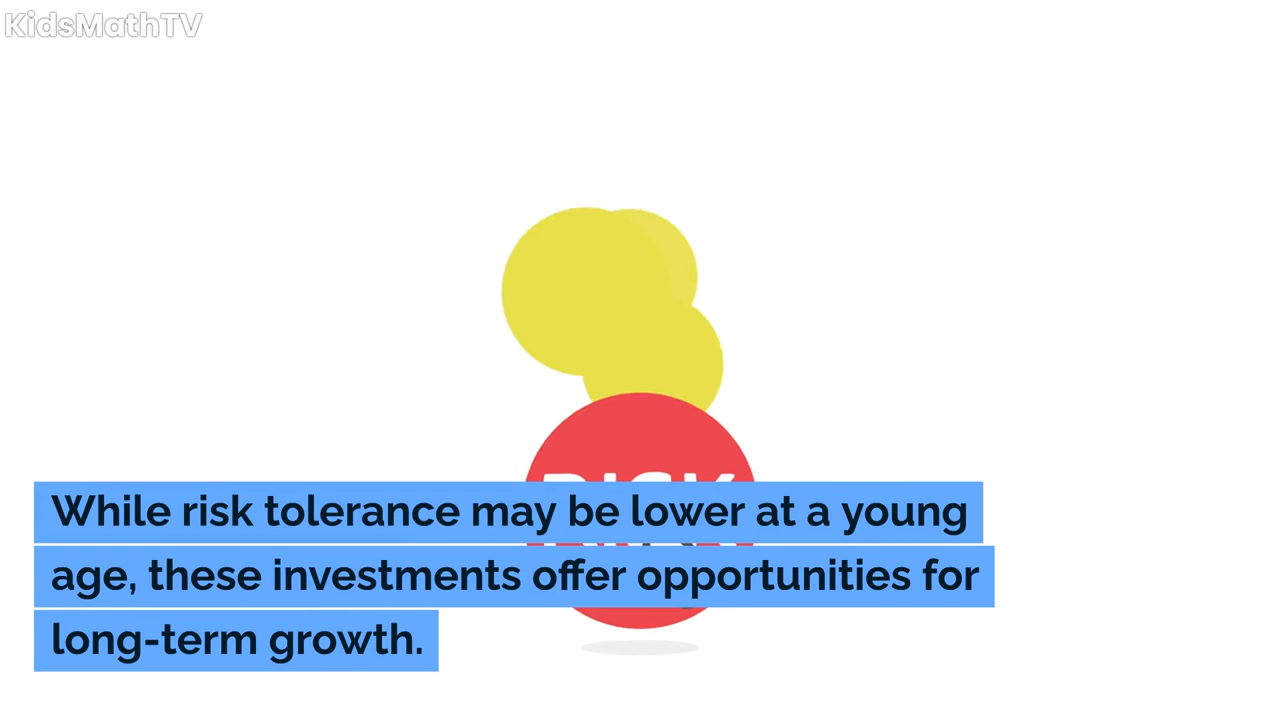 KidsMathTV
While risk tolerance may be lower at a young
age, these investments offer opportunities for
long-term growth.